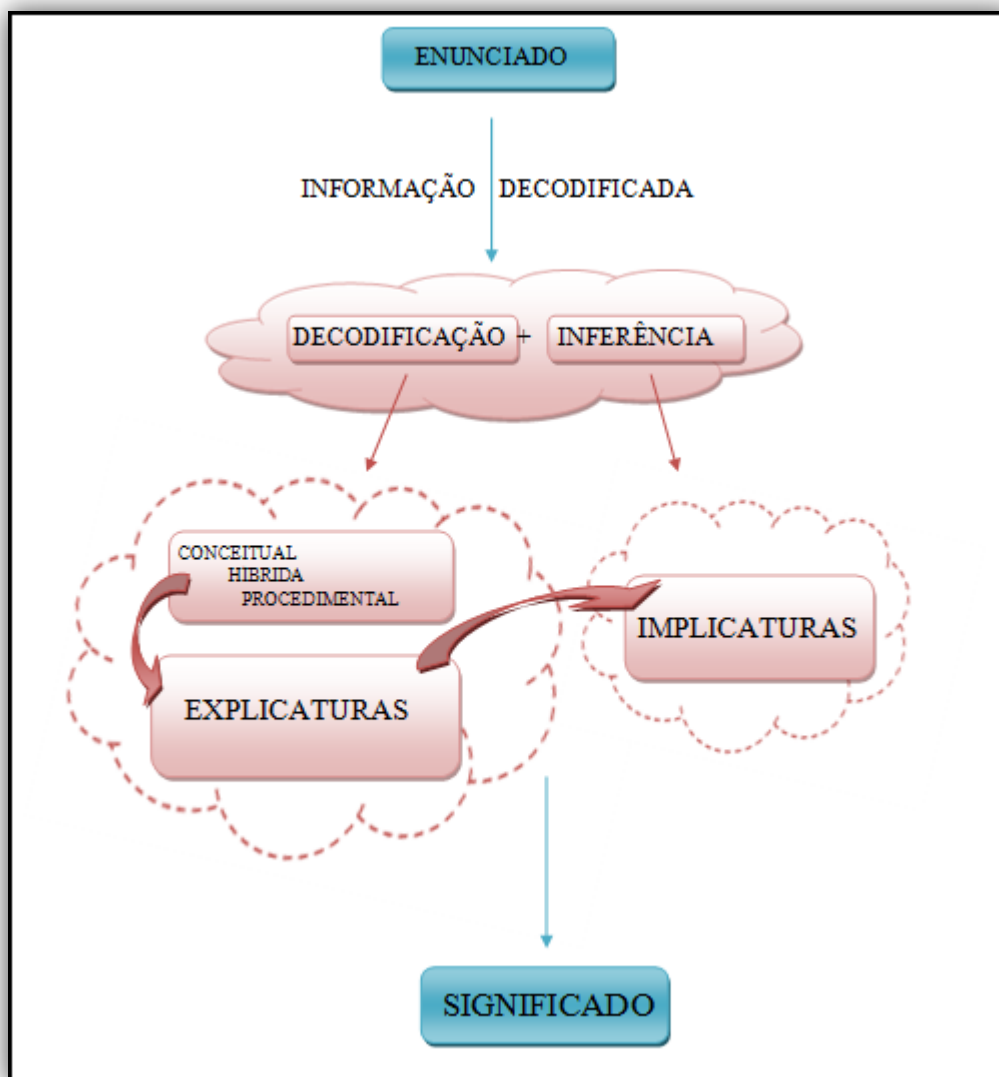 ENUNCIADO
INFORMAÇÃO DECODIFICADA
DECODIFICAÇÃO + INFERÊNCIA
CONCEITUAL
HIBRIDA
PROCEDIMENTAL
IMPLICATURAS
EXPLICATURAS
SIGNIFICADO